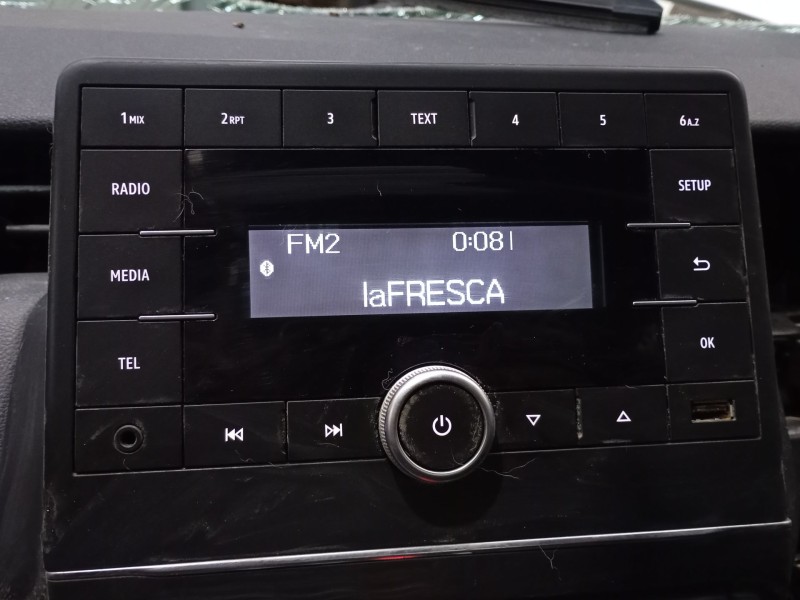 1MIX 2RPT 3 TEXT 4 5 6A..Z
RADIO SETUP
FM2 0:08
MEDIA
laFRESCA
TEL OK